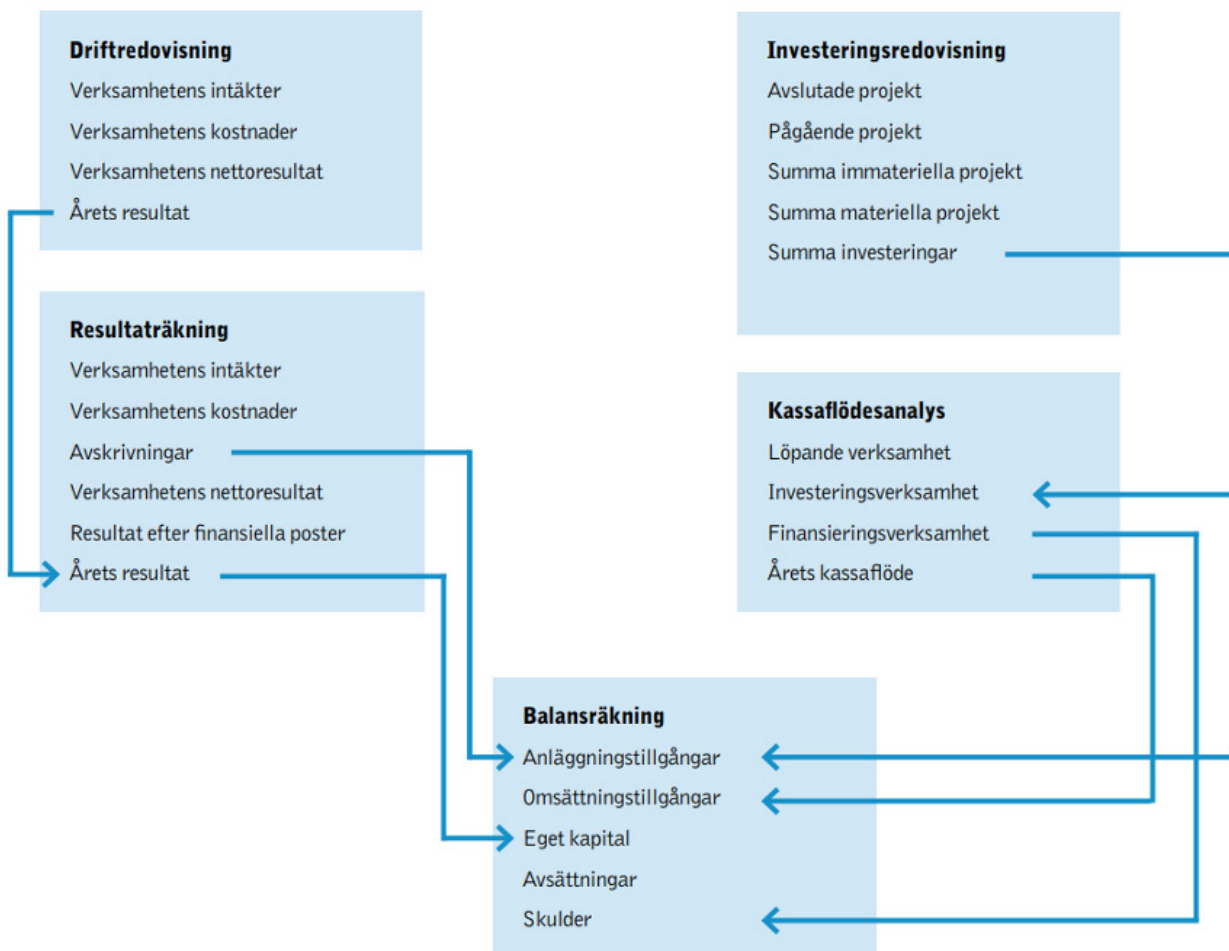 Driftredovisning
Verksamhetens intäkter
Verksamhetens kostnader
Verksamhetens nettoresultat
Årets resultat
Resultaträkning
Verksamhetens intäkter
Verksamhetens kostnader
Avskrivningar
Verksamhetens nettoresultat
Resultat efter finansiella poster
Årets resultat
Investeringsredovisning
Avslutade projekt
Pågående projekt
Summa immateriella projekt
Summa materiella projekt
Summa investeringar
Kassaflödesanalys
Löpande verksamhet
Investeringsverksamhet
Finansieringsverksamhet
Årets kassaflöde
Balansräkning
Anläggningstillgångar
Omsättningstillgångar
Eget kapital
Avsättningar
Skulder